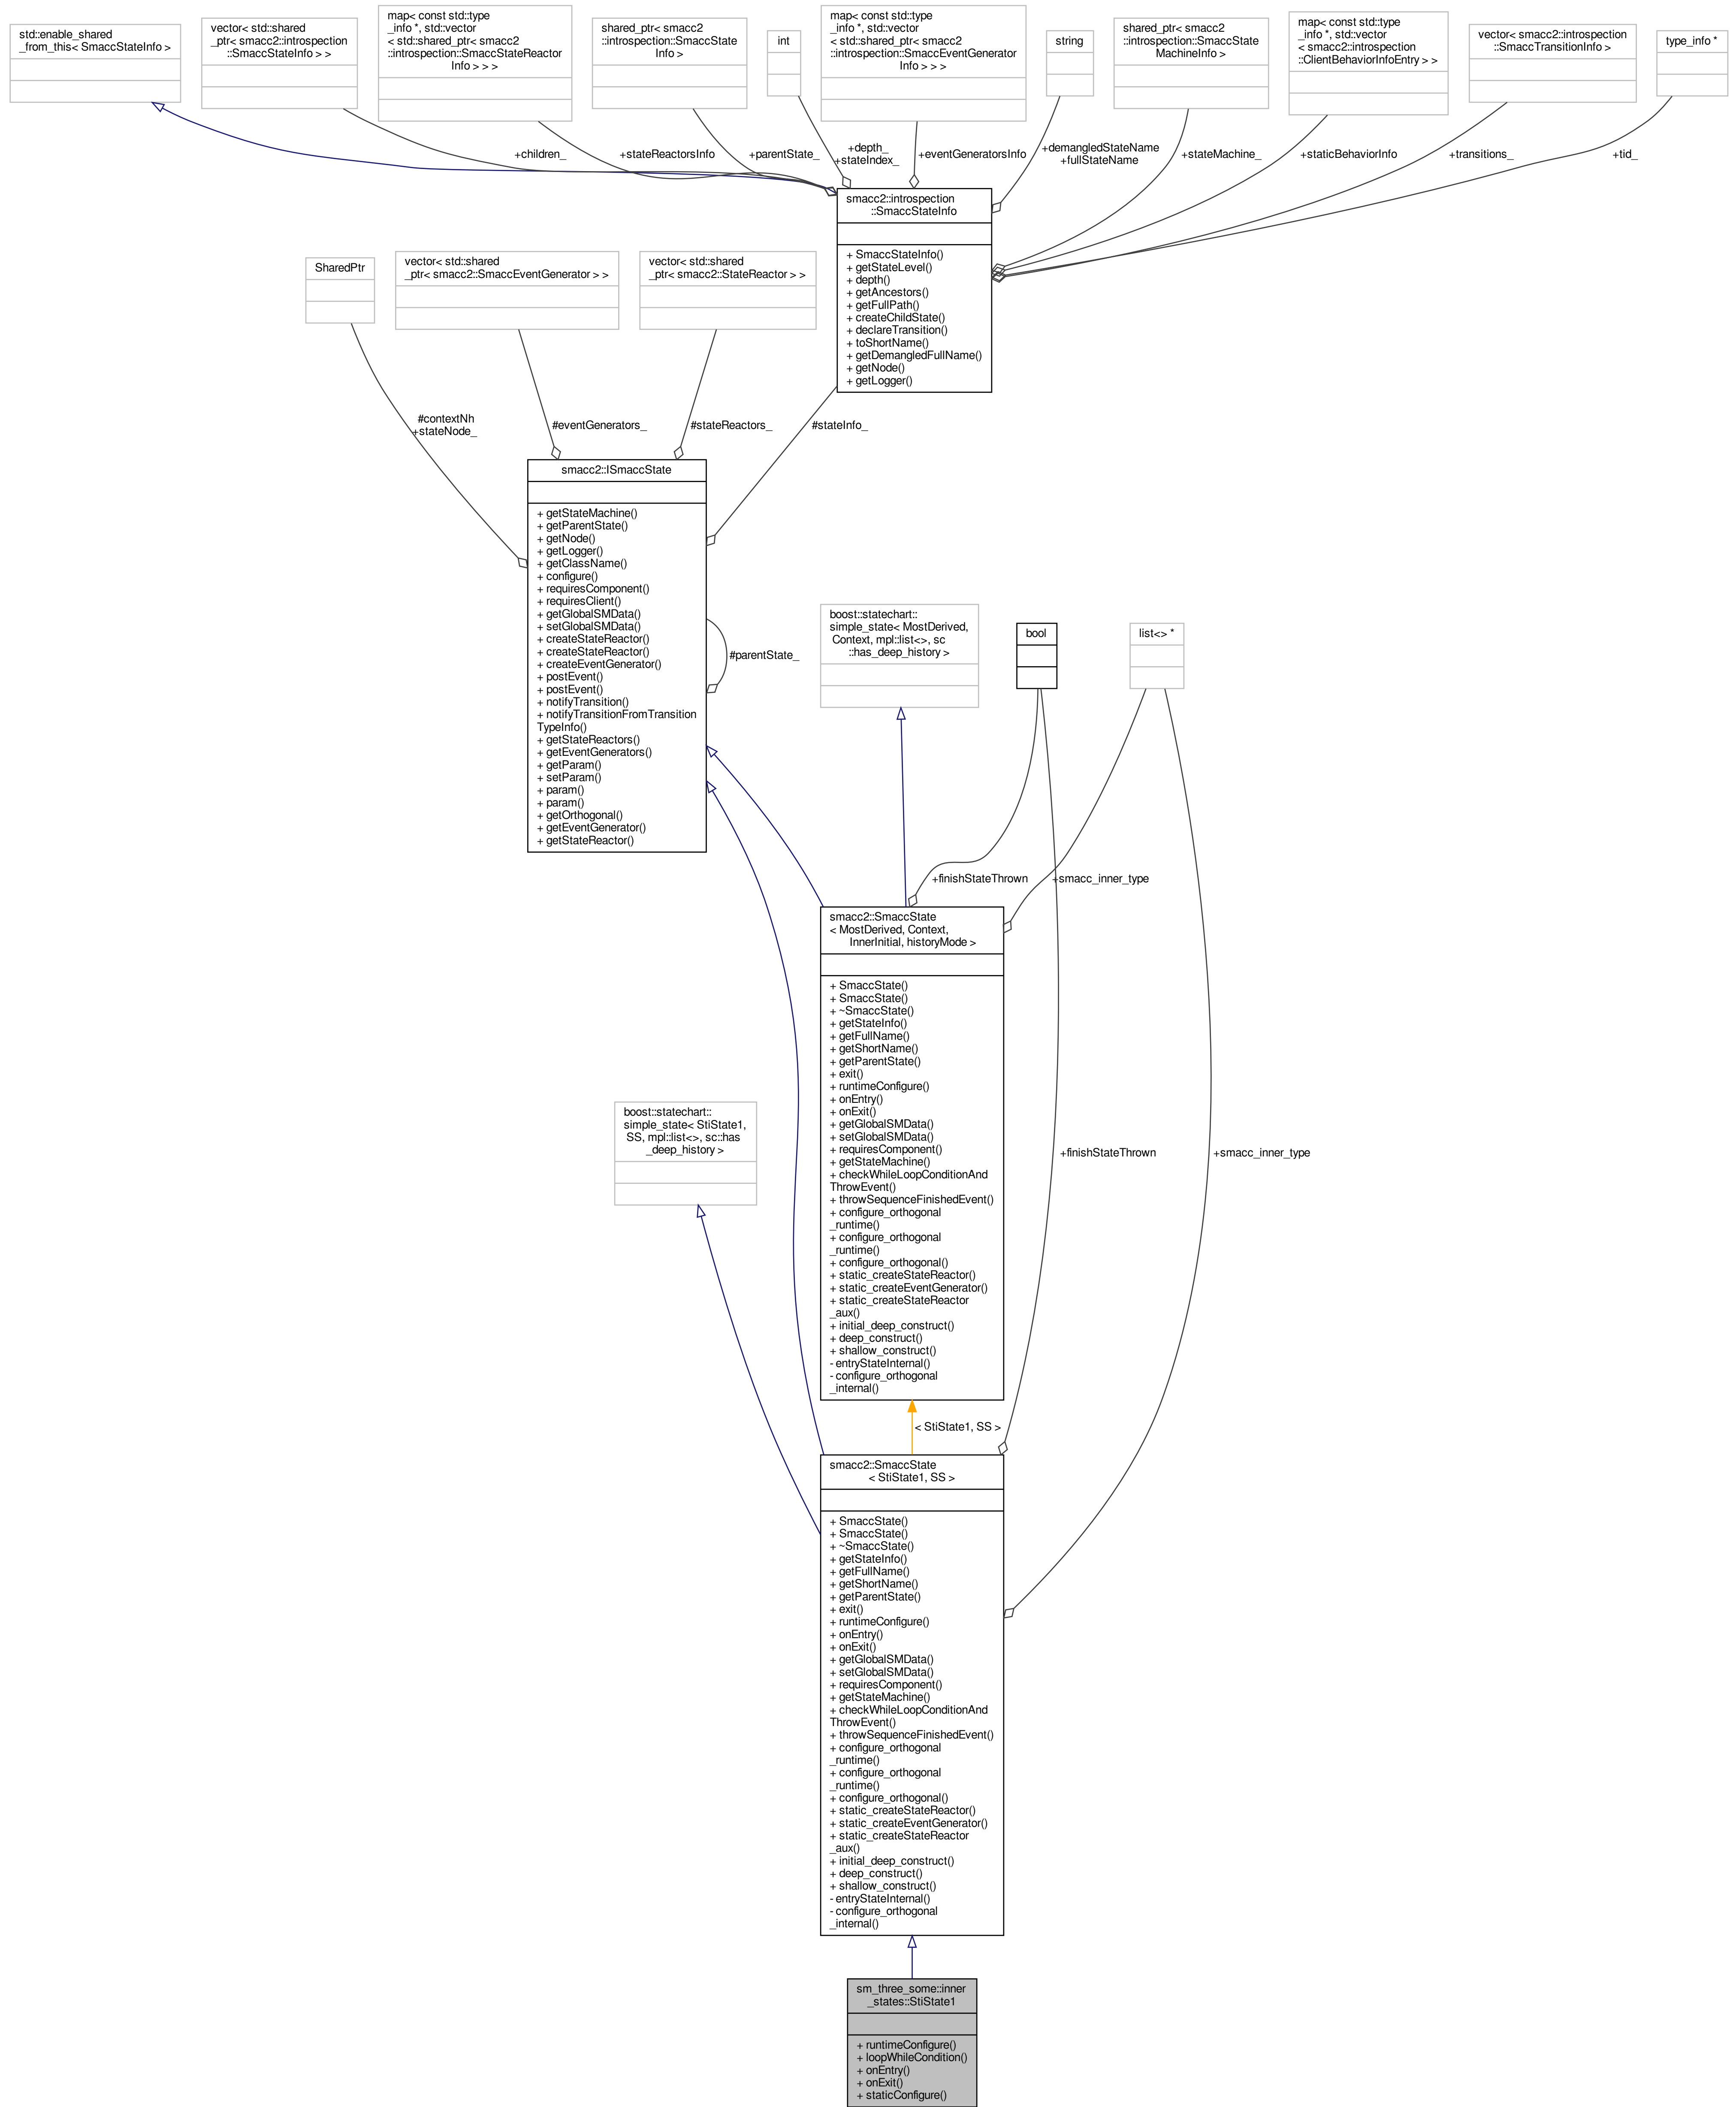 std::enable_shared
_from_this< SmaccStateInfo >
vector< std::shared
_ptr< smacc2::introspection
::SmaccStateInfo > >
map< const std::type
_info *, std::vector
< std::shared_ptr< smacc2
::introspection::SmaccStateReactor
Info > > >
shared_ptr< smacc2
::introspection::SmaccState
Info >
int
map< const std::type
_info *, std::vector
< std::shared_ptr< smacc2
::introspection::SmaccEventGenerator
Info > > >
string
shared_ptr< smacc2
::introspection::SmaccState
MachineInfo >
map< const std::type
_info *, std::vector
< smacc2::introspection
::ClientBehaviorInfoEntry > >
vector< smacc2::introspection
::SmaccTransitionInfo >
type_info *
+children_
+stateReactorsInfo
+parentState_
+depth_
+stateIndex_
+eventGeneratorsInfo
+demangledStateName
+fullStateName
+stateMachine_
+staticBehaviorInfo
+transitions_
+tid_
smacc2::introspection
::SmaccStateInfo
+ SmaccStateInfo()
+ getStateLevel()
+ depth()
+ getAncestors()
+ getFullPath()
+ createChildState()
+ declareTransition()
+ toShortName()
+ getDemangledFullName()
+ getNode()
+ getLogger()
SharedPtr
vector< std::shared
_ptr< smacc2::SmaccEventGenerator > >
vector< std::shared
_ptr< smacc2::StateReactor > >
#contextNh
+stateNode_
#eventGenerators_
#stateReactors_
#stateInfo_
smacc2::ISmaccState
+ getStateMachine()
+ getParentState()
+ getNode()
+ getLogger()
+ getClassName()
+ configure()
+ requiresComponent()
+ requiresClient()
+ getGlobalSMData()
+ setGlobalSMData()
+ createStateReactor()
+ createStateReactor()
+ createEventGenerator()
+ postEvent()
+ postEvent()
+ notifyTransition()
+ notifyTransitionFromTransition
TypeInfo()
+ getStateReactors()
+ getEventGenerators()
+ getParam()
+ setParam()
+ param()
+ param()
+ getOrthogonal()
+ getEventGenerator()
+ getStateReactor()
#parentState_
boost::statechart::
simple_state< MostDerived,
Context, mpl::list<>, sc
::has_deep_history >
bool
list<> *
+finishStateThrown
+smacc_inner_type
smacc2::SmaccState
< MostDerived, Context,
InnerInitial, historyMode >
+ SmaccState()
+ SmaccState()
+ ~SmaccState()
+ getStateInfo()
+ getFullName()
+ getShortName()
+ getParentState()
+ exit()
+ runtimeConfigure()
+ onEntry()
+ onExit()
+ getGlobalSMData()
+ setGlobalSMData()
+ requiresComponent()
+ getStateMachine()
+ checkWhileLoopConditionAnd
ThrowEvent()
+ throwSequenceFinishedEvent()
+ configure_orthogonal
_runtime()
+ configure_orthogonal
_runtime()
+ configure_orthogonal()
+ static_createStateReactor()
+ static_createEventGenerator()
+ static_createStateReactor
_aux()
+ initial_deep_construct()
+ deep_construct()
+ shallow_construct()
- entryStateInternal()
- configure_orthogonal
_internal()
boost::statechart::
simple_state< StiState1,
SS, mpl::list<>, sc::has
_deep_history >
+finishStateThrown
+smacc_inner_type
< StiState1, SS >
smacc2::SmaccState
< StiState1, SS >
+ SmaccState()
+ SmaccState()
+ ~SmaccState()
+ getStateInfo()
+ getFullName()
+ getShortName()
+ getParentState()
+ exit()
+ runtimeConfigure()
+ onEntry()
+ onExit()
+ getGlobalSMData()
+ setGlobalSMData()
+ requiresComponent()
+ getStateMachine()
+ checkWhileLoopConditionAnd
ThrowEvent()
+ throwSequenceFinishedEvent()
+ configure_orthogonal
_runtime()
+ configure_orthogonal
_runtime()
+ configure_orthogonal()
+ static_createStateReactor()
+ static_createEventGenerator()
+ static_createStateReactor
_aux()
+ initial_deep_construct()
+ deep_construct()
+ shallow_construct()
- entryStateInternal()
- configure_orthogonal
_internal()
sm_three_some::inner
_states::StiState1
+ runtimeConfigure()
+ loopWhileCondition()
+ onEntry()
+ onExit()
+ staticConfigure()